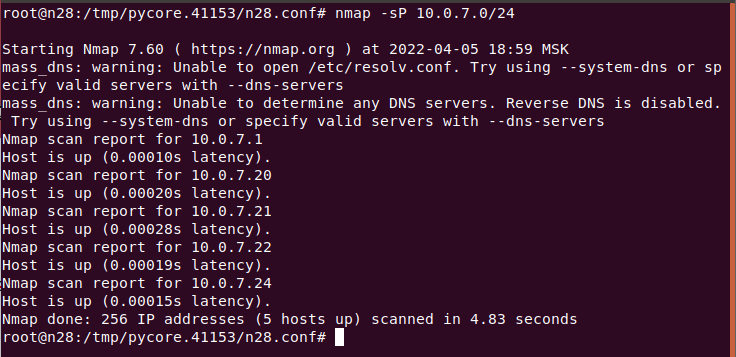 root@n28:/tmp/pycore.41153/n28.conf# nmap -sP 10.0.7.0/24

Starting Nmap 7.60 ( https://nmap.org ) at 2022-04-05 18:59 MSK
mass_dns: warning: Unable to open /etc/resolv.conf. Try using --system-dns or sp
ecify valid servers with --dns-servers
mass_dns: warning: Unable to determine any DNS servers. Reverse DNS is disabled.
 Try using --system-dns or specify valid servers with --dns-servers
Nmap scan report for 10.0.7.1
Host is up (0.00010s latency).
Nmap scan report for 10.0.7.20
Host is up (0.00020s latency).
Nmap scan report for 10.0.7.21
Host is up (0.00028s latency).
Nmap scan report for 10.0.7.22
Host is up (0.00019s latency).
Nmap scan report for 10.0.7.24
Host is up (0.00015s latency).
Nmap done: 256 IP addresses (5 hosts up) scanned in 4.83 seconds
root@n28:/tmp/pycore.41153/n28.conf#